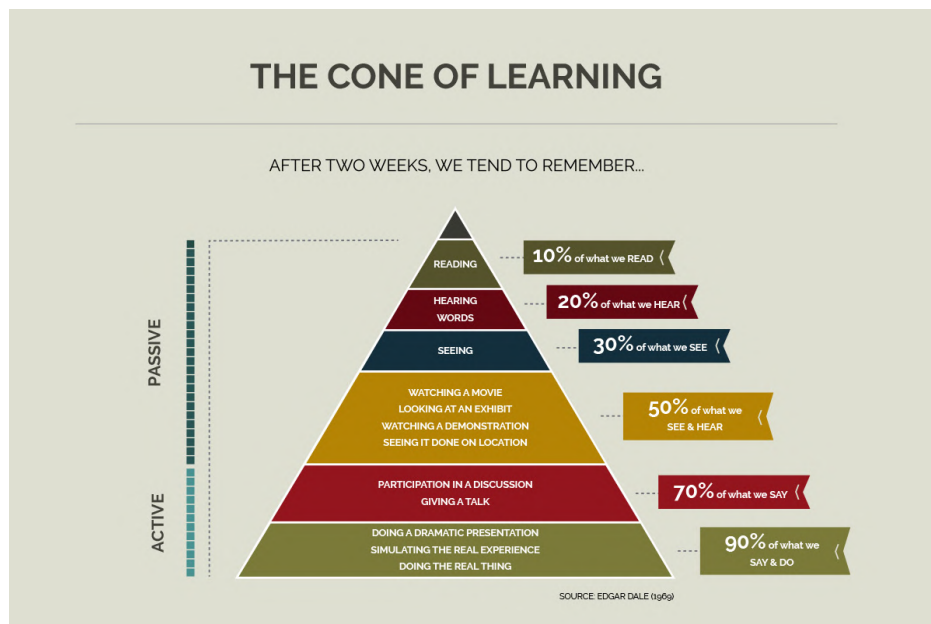 THE CONE OF LEARNING
AFTER TWO WEEKS, WE TEND TO REMEMBER...
PASSIVE
ACTIVE
READING
10% of what we READ
HEARING
WORDS
20% of what we HEAR
SEEING
30% of what we SEE
WATCHING A MOVIE
LOOKING AT AN EXHIBIT
WATCHING A DEMONSTRATION
SEEING IT DONE ON LOCATION
50% of what we
SEE & HEAR
PARTICIPATION IN A DISCUSSION
GIVING A TALK
70% of what we SAY
DOING A DRAMATIC PRESENTATION
SIMULATING THE REAL EXPERIENCE
DOING THE REAL THING
90% of what we
SAY & DO
SOURCE: EDGAR DALE (1969)